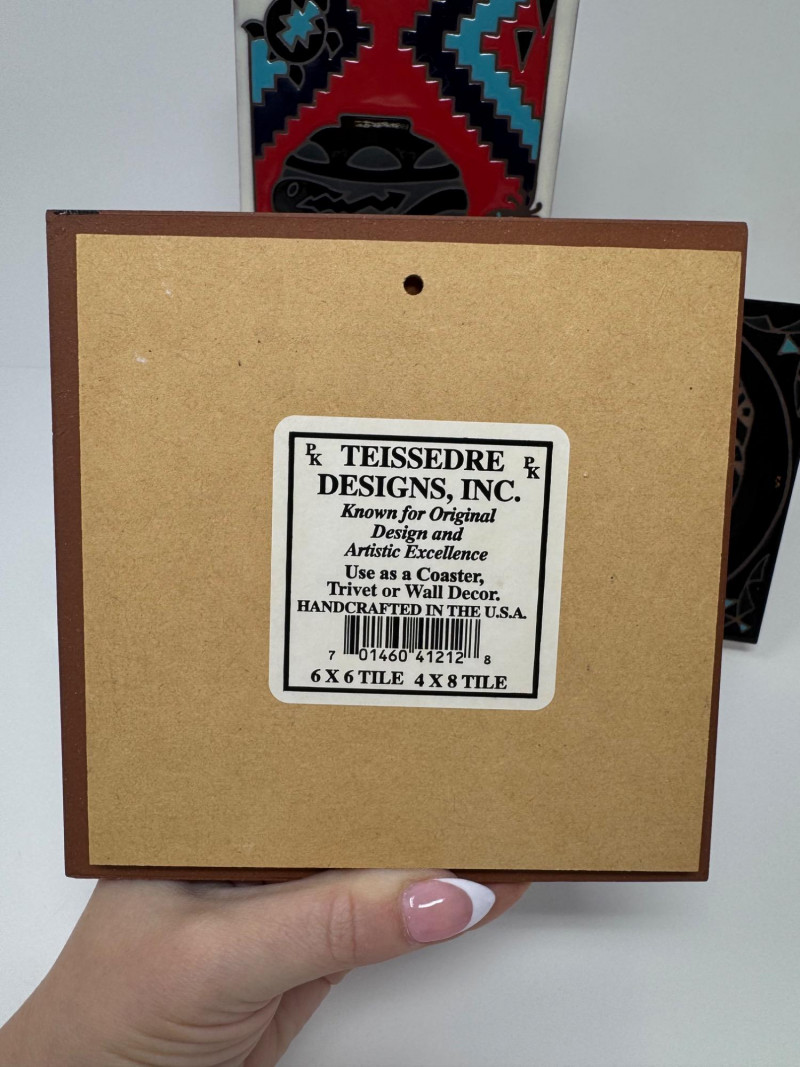 PK TEISSEDRE PK
DESIGNS, INC.
Known for Original
Design and
Artistic Excellence
Use as a Coaster,
Trivet or Wall Decor.
HANDCRAFTED IN THE U.S.A.
7 01460 41212 8
6 X 6 TILE 4 X 8 TILE